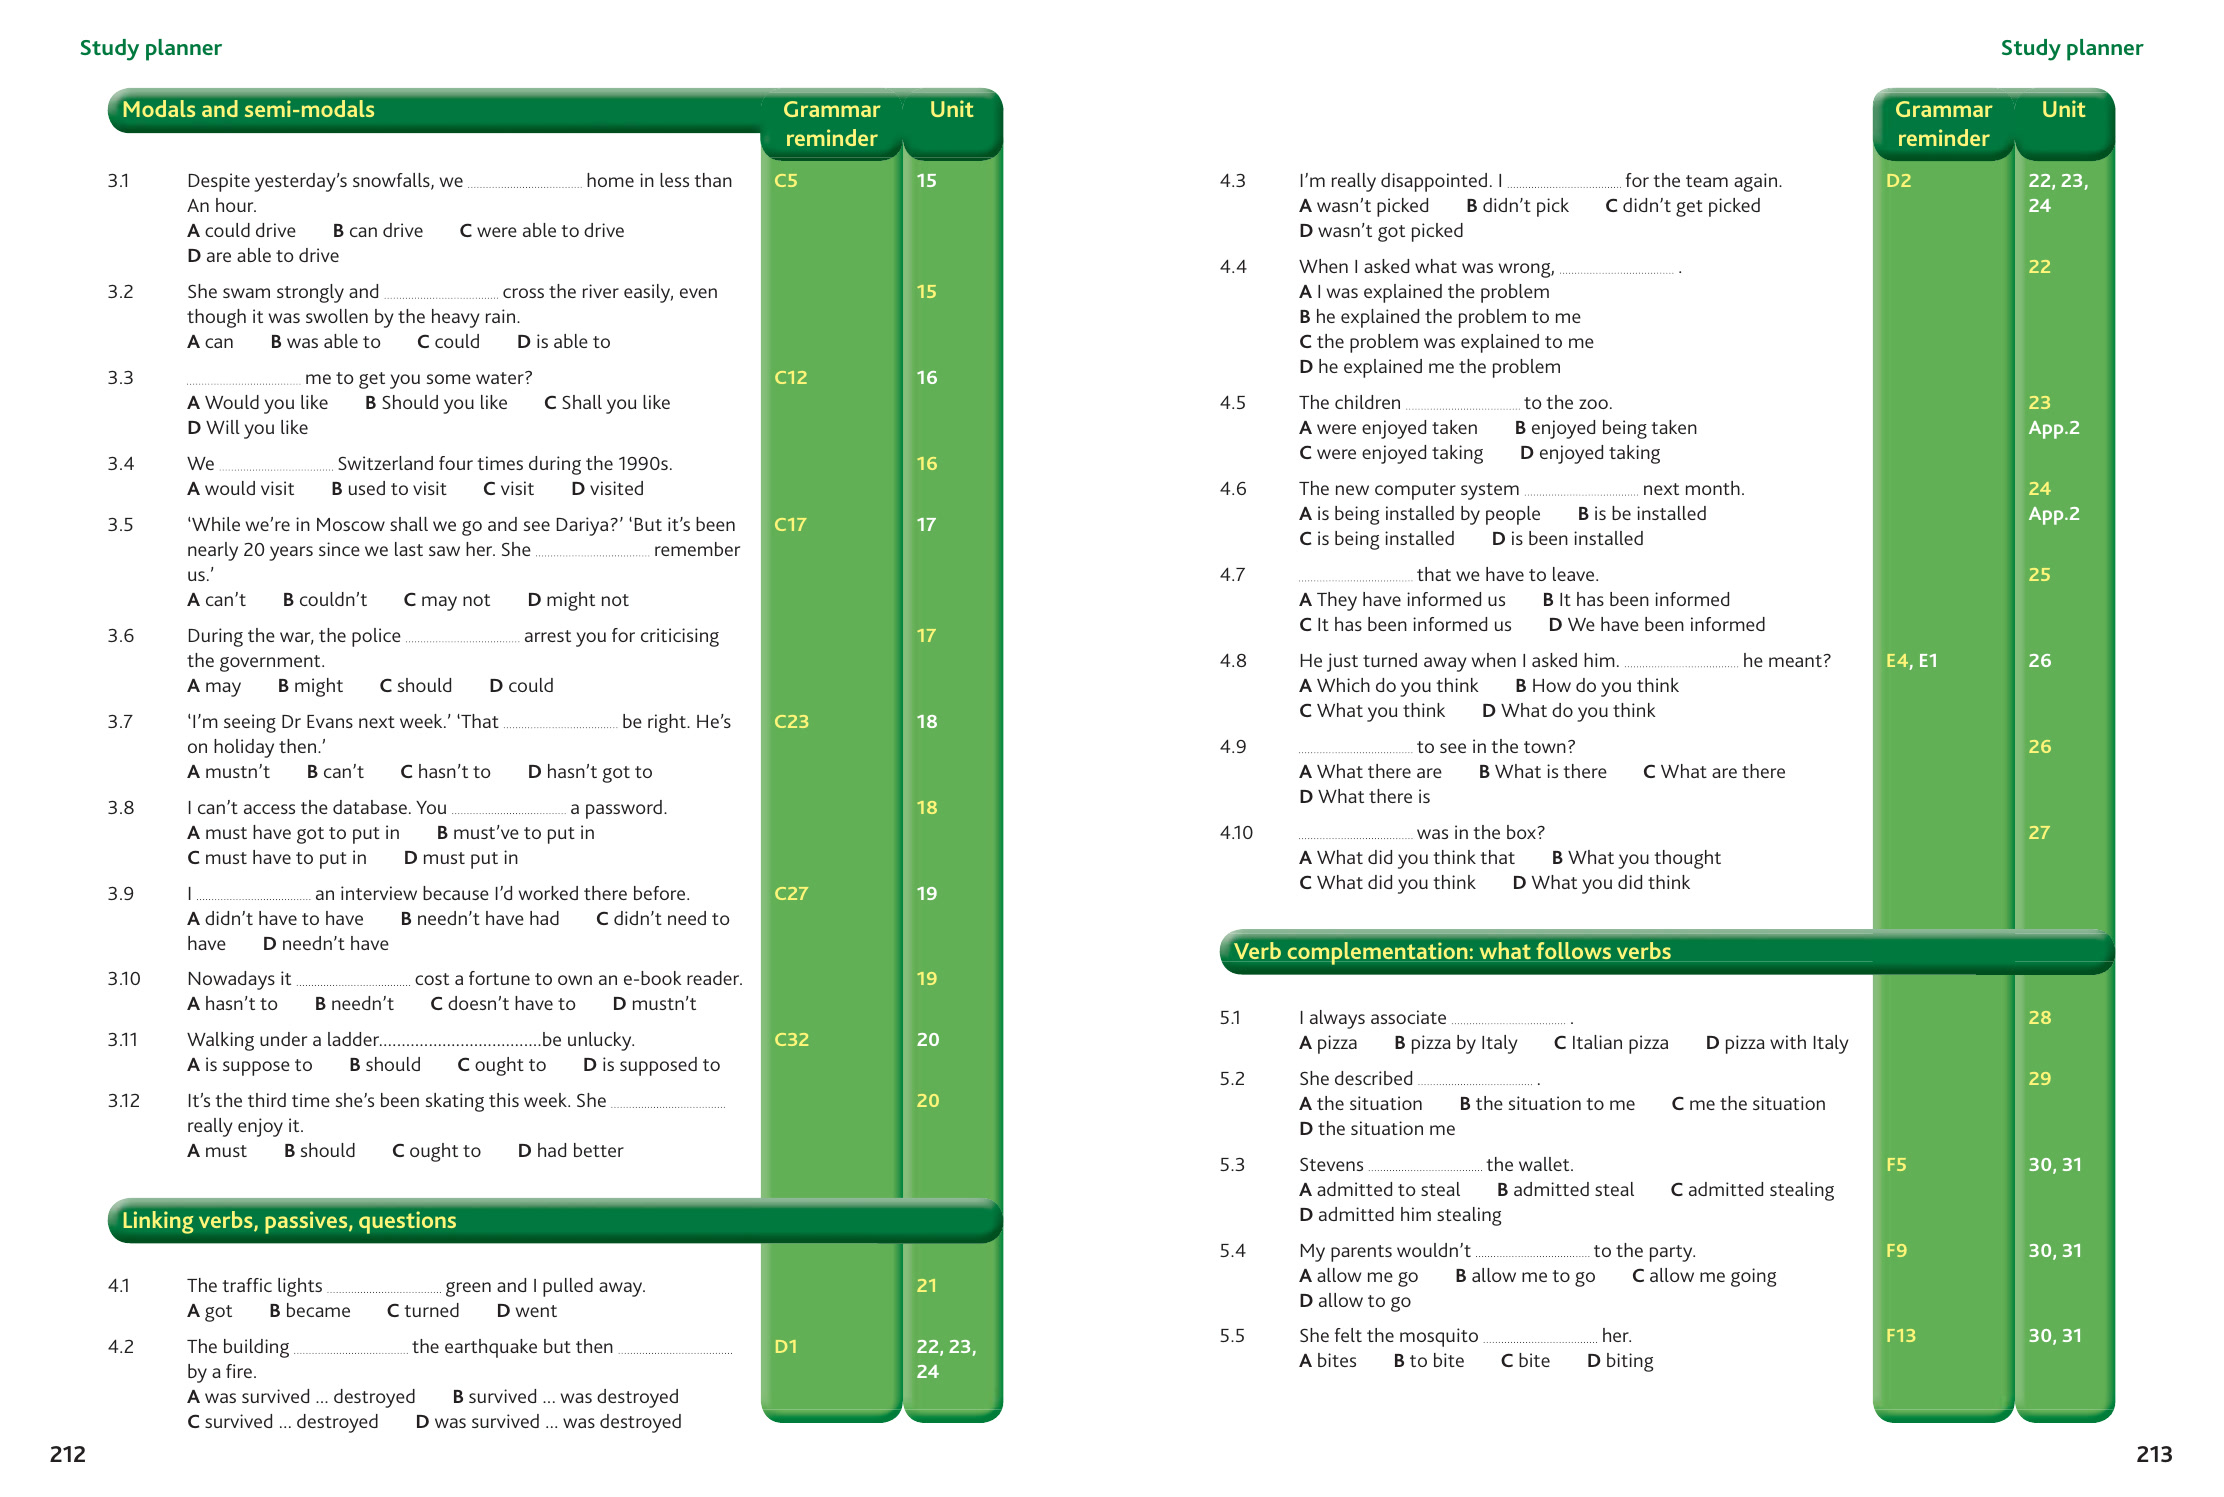 Study planner
Modals and semi-modals Grammar reminder Unit
3.1 Despite yesterday’s snowfalls, we ................................ home in less than C5 15
An hour.
A could drive B can drive C were able to drive
D are able to drive
3.2 She swam strongly and ................................ cross the river easily, even 15
though it was swollen by the heavy rain.
A can B was able to C could D is able to
3.3 ................................ me to get you some water? C12 16
A Would you like B Should you like C Shall you like
D Will you like
3.4 We ................................ Switzerland four times during the 1990s. 16
A would visit B used to visit C visit D visited
3.5 ‘While we’re in Moscow shall we go and see Dariya?’ ‘But it’s been C17 17
nearly 20 years since we last saw her. She ................................ remember
us.’
A can’t B couldn’t C may not D might not
3.6 During the war, the police ................................ arrest you for criticising 17
the government.
A may B might C should D could
3.7 ‘I’m seeing Dr Evans next week.’ ‘That ................................ be right. He’s C23 18
on holiday then.’
A mustn’t B can’t C hasn’t to D hasn’t got to
3.8 I can’t access the database. You ................................ a password. 18
A must have got to put in B must’ve to put in
C must have to put in D must put in
3.9 I ................................ an interview because I’d worked there before. C27 19
A didn’t have to have B needn’t have had C didn’t need to
have D needn’t have
3.10 Nowadays it ................................ cost a fortune to own an e-book reader. 19
A hasn’t to B needn’t C doesn’t have to D mustn’t
3.11 Walking under a ladder....................................be unlucky. C32 20
A is suppose to B should C ought to D is supposed to
3.12 It’s the third time she’s been skating this week. She ................................ 20
really enjoy it.
A must B should C ought to D had better
Linking verbs, passives, questions
4.1 The traffic lights ................................ green and I pulled away. 21
A got B became C turned D went
4.2 The building ................................ the earthquake but then ................................ D1 22, 23,
by a fire. 24
A was survived ... destroyed B survived ... was destroyed
C survived ... destroyed D was survived ... was destroyed
212
Study planner
Grammar reminder Unit
4.3 I’m really disappointed. I ................................ for the team again. D2 22, 23,
A wasn’t picked B didn’t pick C didn’t get picked 24
D wasn’t got picked
4.4 When I asked what was wrong, ................................ . 22
A I was explained the problem
B he explained the problem to me
C the problem was explained to me
D he explained me the problem
4.5 The children ................................ to the zoo. 23
A were enjoyed taken B enjoyed being taken App.2
C were enjoyed taking D enjoyed taking
4.6 The new computer system ................................ next month. 24
A is being installed by people B is be installed App.2
C is being installed D is been installed
4.7 ................................ that we have to leave. 25
A They have informed us B It has been informed
C It has been informed us D We have been informed
4.8 He just turned away when I asked him. ................................ he meant? E4, E1 26
A Which do you think B How do you think
C What you think D What do you think
4.9 ................................ to see in the town? 26
A What there are B What is there C What are there
D What there is
4.10 ................................ was in the box? 27
A What did you think that B What you thought
C What did you think D What you did think
Verb complementation: what follows verbs
5.1 I always associate ................................ . 28
A pizza B pizza by Italy C Italian pizza D pizza with Italy
5.2 She described ................................ . 29
A the situation B the situation to me C me the situation
D the situation me
5.3 Stevens ................................ the wallet. F5 30, 31
A admitted to steal B admitted steal C admitted stealing
D admitted him stealing
5.4 My parents wouldn’t ................................ to the party. F9 30, 31
A allow me go B allow me to go C allow me going
D allow to go
5.5 She felt the mosquito ................................ her. F13 30, 31
A bites B to bite C bite D biting
213